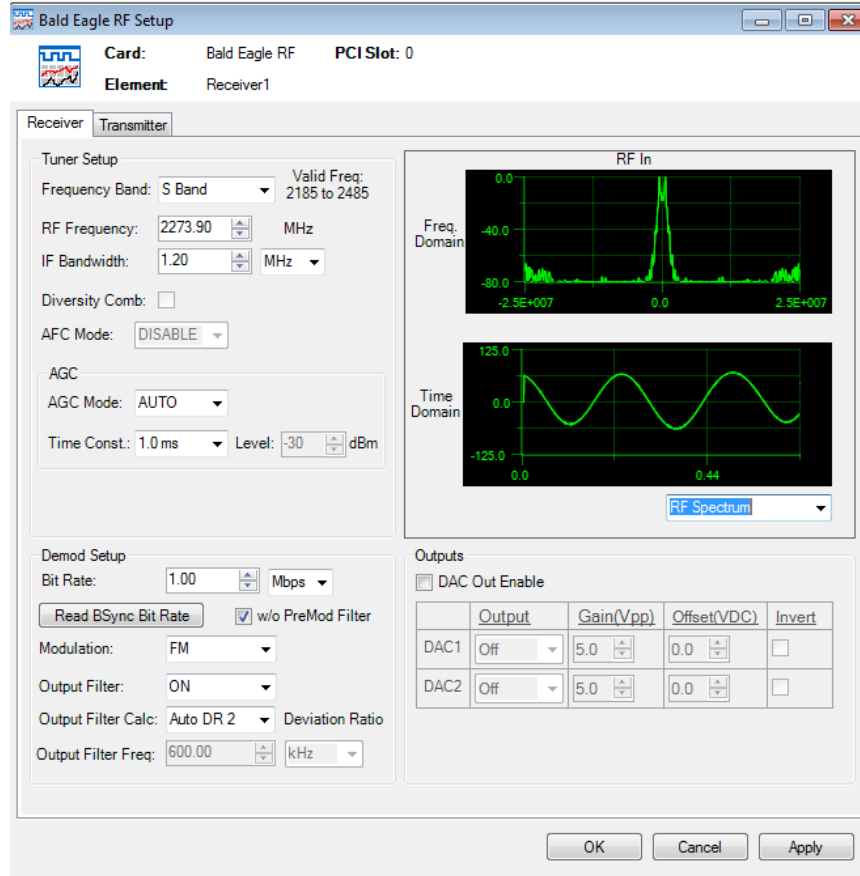 Bald Eagle RF Setup
Card: Bald Eagle RF PCI Slot: 0
Element: Receiver1
Receiver Transmitter
Tuner Setup
Frequency Band: S Band Valid Freq: 2185 to 2485
RF Frequency: 2273.90 MHz
IF Bandwidth: 1.20 MHz
Diversity Comb:
AFC Mode: DISABLE
AGC
AGC Mode: AUTO
Time Const.: 1.0 ms Level: -30 dBm
RF In
Freq. Domain
0.0
-40.0
-80.0
-2.5E+007 0.0 2.5E+007
Time Domain
125.0
0.0
-125.0
0.0 0.44
RF Spectrum
Demod Setup
Bit Rate: 1.00 Mbps
Read BSync Bit Rate w/o PreMod Filter
Modulation: FM
Output Filter: ON
Output Filter Calc: Auto DR 2 Deviation Ratio
Output Filter Freq: 600.00 kHz
Outputs
DAC Out Enable
Output Gain(Vpp) Offset(VDC) Invert
DAC1 Off 5.0 0.0
DAC2 Off 5.0 0.0
OK Cancel Apply